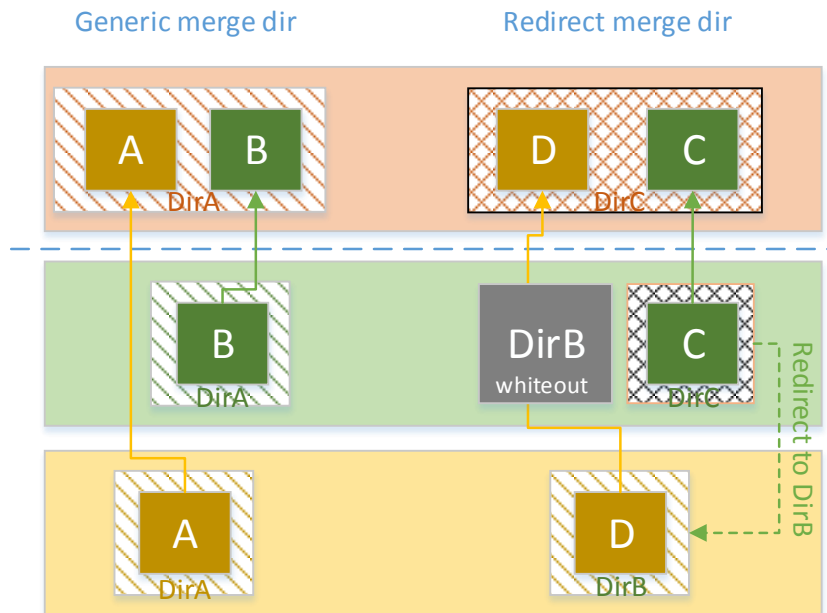 Generic merge dir
Redirect merge dir
A
B
DirA
D
C
DirC
B
DirA
DirB
whiteout
C
DirC
Redirect to DirB
A
DirA
D
DirB